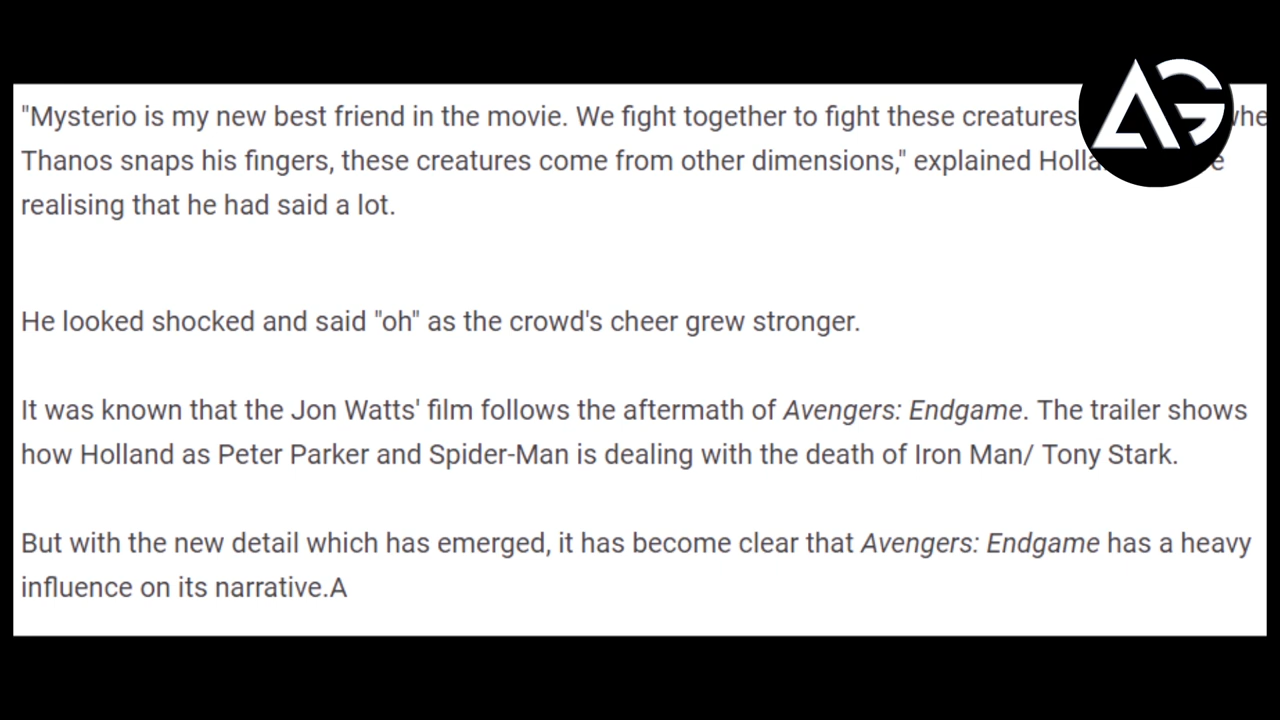 "Mysterio is my new best friend in the movie. We fight together to fight these creatures
AG
Thanos snaps his fingers, these creatures come from other dimensions," explained
realising that he had said a lot.
He looked shocked and said "oh" as the crowd's cheer grew stronger.
It was known that the Jon Watts' film follows the aftermath of Avengers: Endgame. The trailer shows
how Holland as Peter Parker and Spider-Man is dealing with the death of Iron Man/ Tony Stark.
But with the new detail which has emerged, it has become clear that Avengers: Endgame has a heavy
influence on its narrative.A